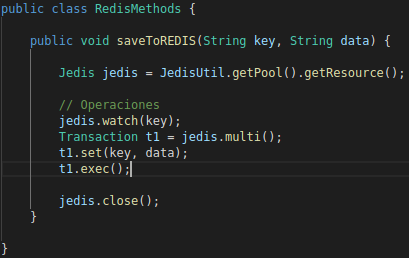 public class RedisMethods {
public void saveToREDIS(String key, String data) {
Jedis jedis = JedisUtil.getPool().getResource();
// Operaciones
jedis.watch(key);
Transaction t1 = jedis.multi();
t1.set(key, data);
t1.exec();
jedis.close();
}
}